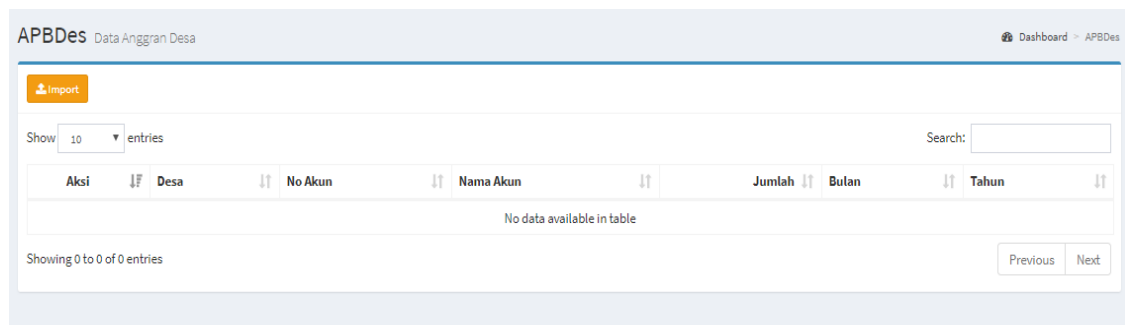 APBDes Data Anggran Desa
Dashboard > APBDes
Import
Show 10 entries
Search:
Aksi Desa No Akun Nama Akun Jumlah Bulan Tahun
No data available in table
Showing 0 to 0 of 0 entries
Previous Next